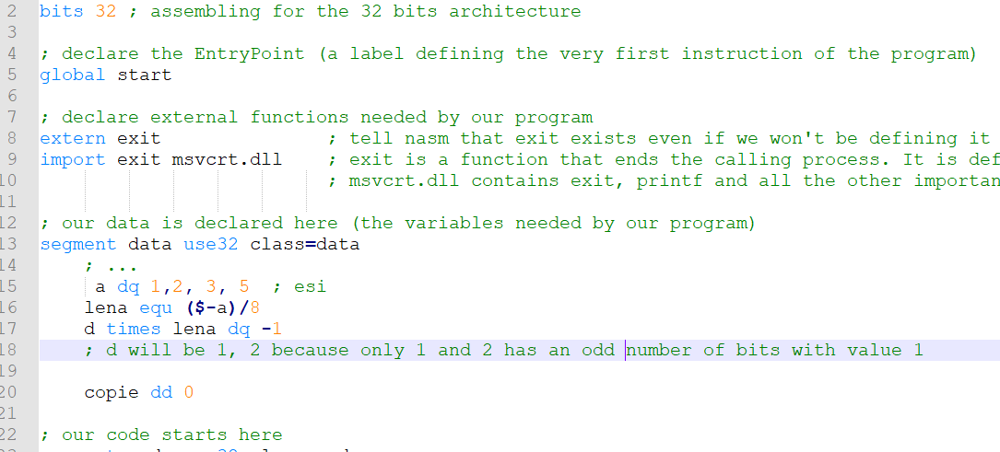 2 bits 32 ; assembling for the 32 bits architecture
3
4 ; declare the EntryPoint (a label defining the very first instruction of the program)
5 global start
6
7 ; declare external functions needed by our program
8 extern exit ; tell nasm that exit exists even if we won't be defining it
9 import exit msvcrt.dll ; exit is a function that ends the calling process. It is def
10 ; msvcrt.dll contains exit, printf and all the other importan
11
12 ; our data is declared here (the variables needed by our program)
13 segment data use32 class=data
14 ; ...
15 a dq 1,2, 3, 5 ; esi
16 lena equ ($-a)/8
17 d times lena dq -1
18 ; d will be 1, 2 because only 1 and 2 has an odd number of bits with value 1
19
20 copie dd 0
21
22 ; our code starts here